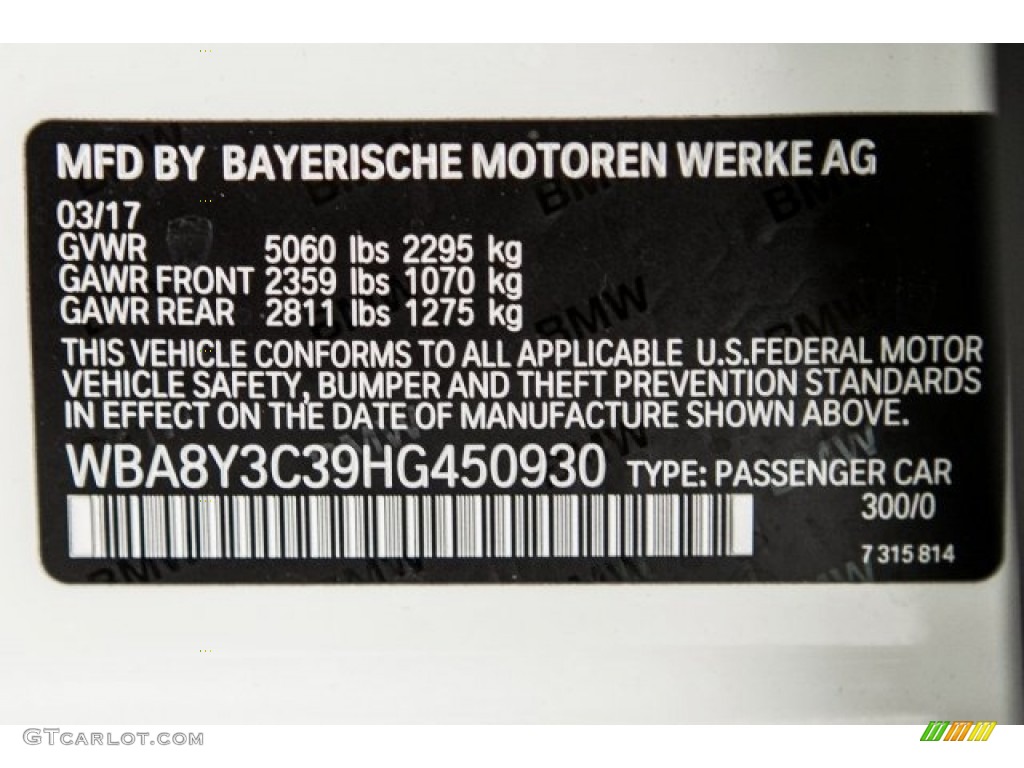 MFD BY BAYERISCHE MOTOREN WERKE AG
03/17
GVWR 5060 lbs 2295 kg
GAWR FRONT 2359 lbs 1070 kg
GAWR REAR 2811 lbs 1275 kg
THIS VEHICLE CONFORMS TO ALL APPLICABLE U.S.FEDERAL MOTOR
VEHICLE SAFETY, BUMPER AND THEFT PREVENTION STANDARDS
IN EFFECT ON THE DATE OF MANUFACTURE SHOWN ABOVE.
WBA8Y3C39HG450930 TYPE: PASSENGER CAR
300/0
7 315 814
GTCarLot.com